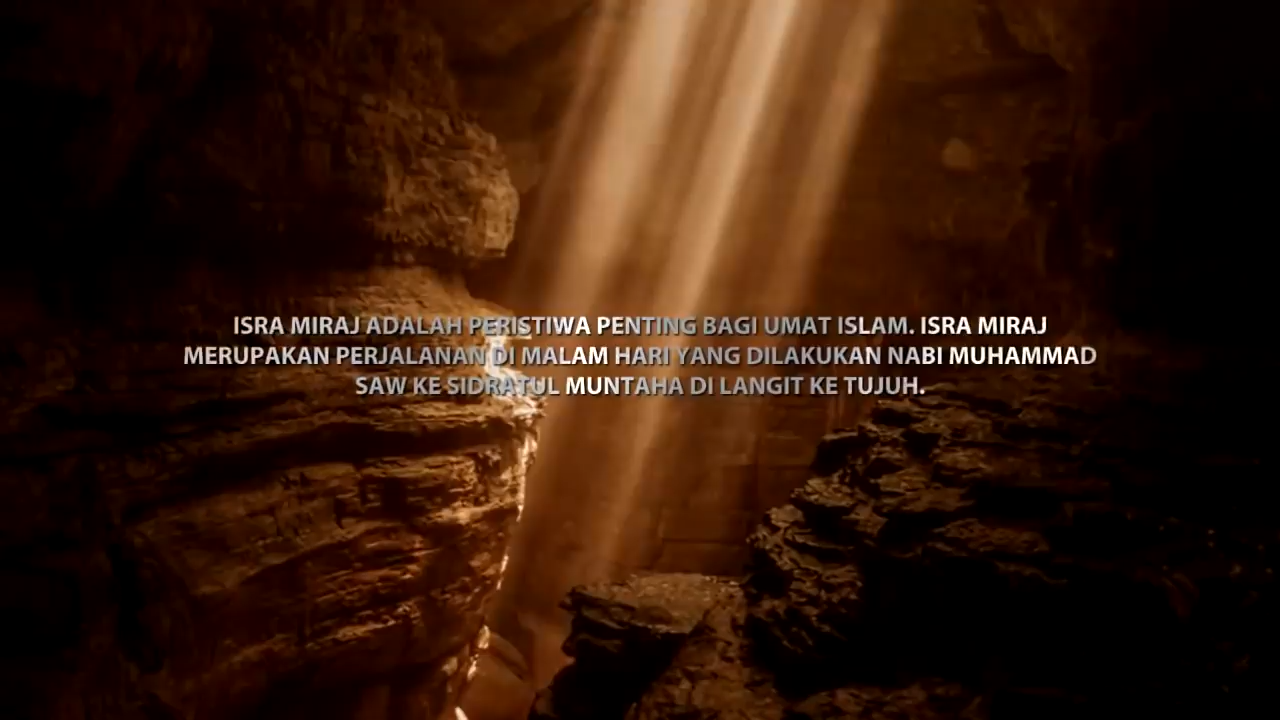 ISRA MIRAJ ADALAH PERISTIWA PENTING BAGI UMAT ISLAM. ISRA MIRAJ
MERUPAKAN PERJALANAN DI MALAM HARI YANG DILAKUKAN NABI MUHAMMAD
SAW KE SIDRATUL MUNTAHA DI LANGIT KE TUJUH.